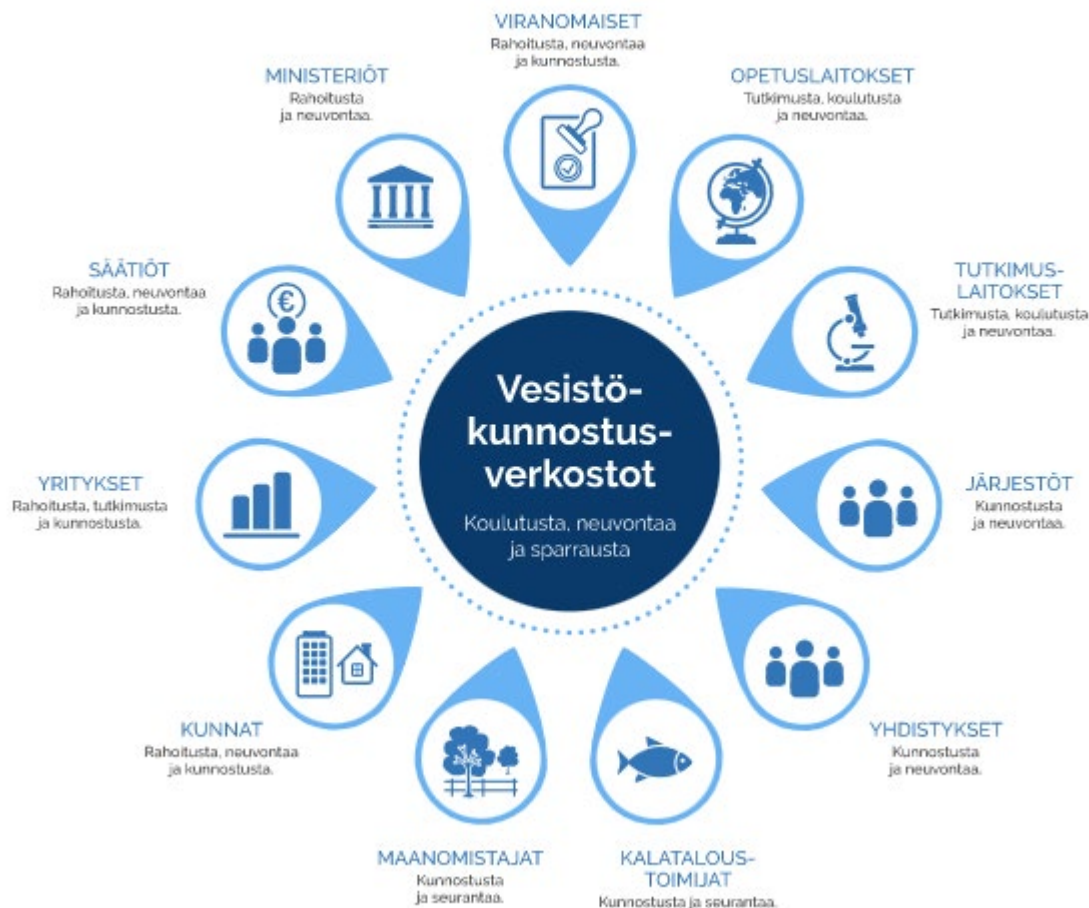 VIRANOMAISET
Rahoitusta, neuvontaa
ja kunnostusta.
OPETUSLAITOKSET
Tutkimusta, koulutusta
ja neuvontaa.
TUTKIMUS-
LAITOKSET
Tutkimusta, koulutusta
ja neuvontaa.
JÄRJESTÖT
Kunnostusta
ja neuvontaa.
YHDISTYKSET
Kunnostusta
ja neuvontaa.
KALATALOUS-
TOIMIJAT
Kunnostusta ja seurantaa.
MAANOMISTAJAT
Kunnostusta
ja seurantaa.
KUNNAT
Rahoitusta, neuvontaa
ja kunnostusta.
YRITYKSET
Rahoitusta, tutkimusta
ja kunnostusta.
SÄÄTIÖT
Rahoitusta, neuvontaa
ja kunnostusta.
€
MINISTERIÖT
Rahoitusta
ja neuvontaa.
Vesistö-
kunnostus-
verkostot
Koulutusta, neuvontaa
ja sparrausta